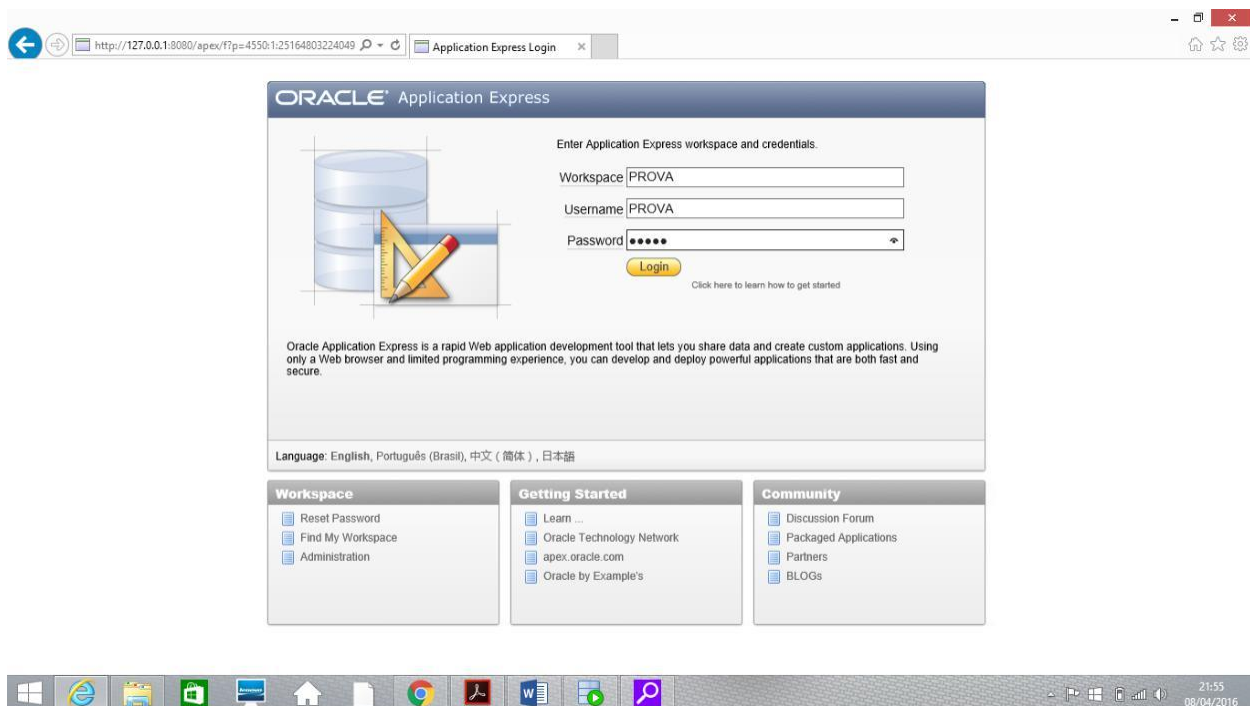 http://127.0.0.1:8080/apex/f?p=4550:1:25164803224049
Application Express Login
ORACLE Application Express
Enter Application Express workspace and credentials.
Workspace PROVA
Username PROVA
Password •••••
Login
Click here to learn how to get started
Oracle Application Express is a rapid Web application development tool that lets you share data and create custom applications. Using
only a Web browser and limited programming experience, you can develop and deploy powerful applications that are both fast and
secure.
Language: English, Português (Brasil), 中文 ( 简体 ) , 日本語
Workspace
Reset Password
Find My Workspace
Administration
Getting Started
Learn ...
Oracle Technology Network
apex.oracle.com
Oracle by Example's
Community
Discussion Forum
Packaged Applications
Partners
BLOGs
21:55
08/04/2016